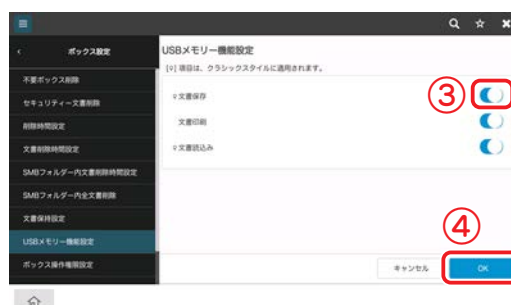 ボックス設定
不要ボックス削除
セキュリティー文書削除
削除時間設定
文書削除時間設定
SMBフォルダー内文書削除時間設定
SMBフォルダー内全文書削除
文書保持設定
USBメモリー機能設定
ボックス操作権限設定
USBメモリー機能設定
[♀] 項目は、クラシックスタイルに適用されます。
♀文書保存
③
文書印刷
♀文書読込み
④
キャンセル
OK